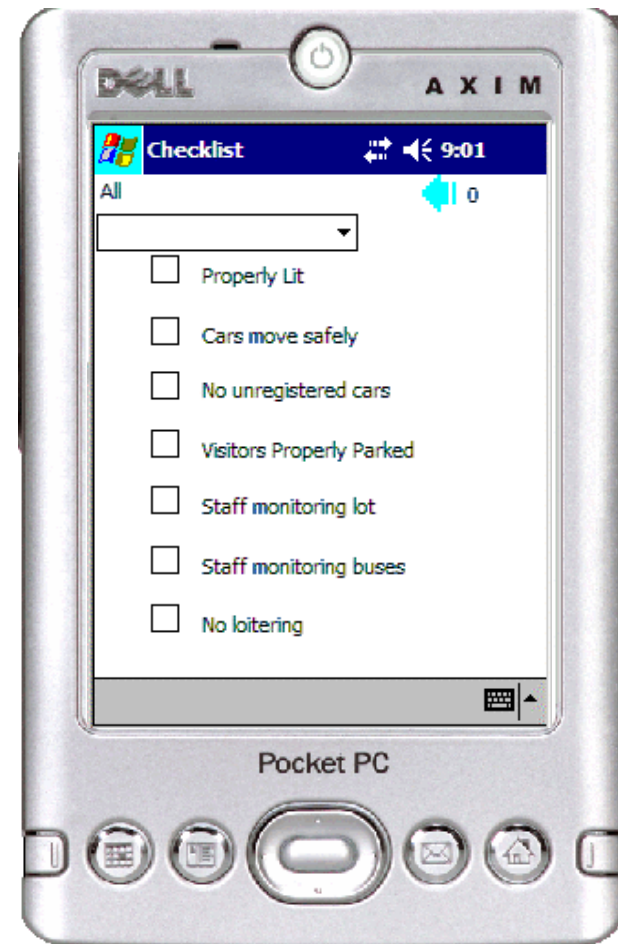 DELL
AXIM
Checklist 9:01
All 0
Properly Lit
Cars move safely
No unregistered cars
Visitors Properly Parked
Staff monitoring lot
Staff monitoring buses
No loitering
Pocket PC